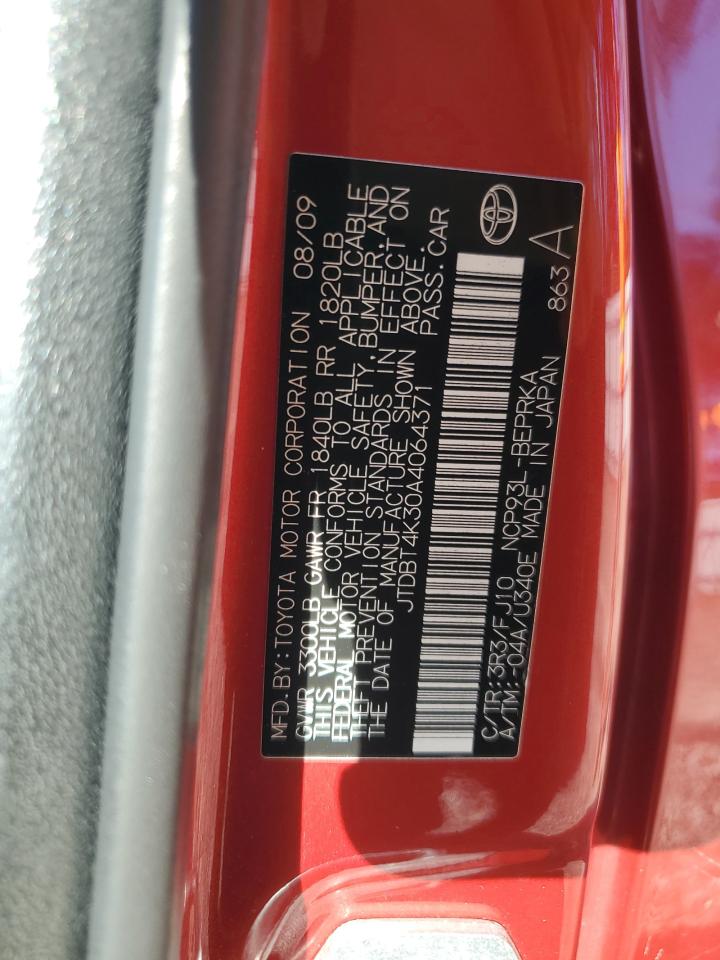 MFD.BY:TOYOTA MOTOR CORPORATION 08/09
GVWR 3300LB GAWR FR 1840LB RR 1820LB
THIS VEHICLE CONFORMS TO ALL APPLICABLE
FEDERAL MOTOR VEHICLE SAFETY,BUMPER,AND
THEFT PREVENTION STANDARDS IN EFFECT ON
THE DATE OF MANUFACTURE SHOWN ABOVE.
JTDBT4K30A4064371 PASS.CAR
C/TR:3R3/FJ10 NCP93L-BEPRKA
A/TM:-04A/U340E MADE IN JAPAN 863 A